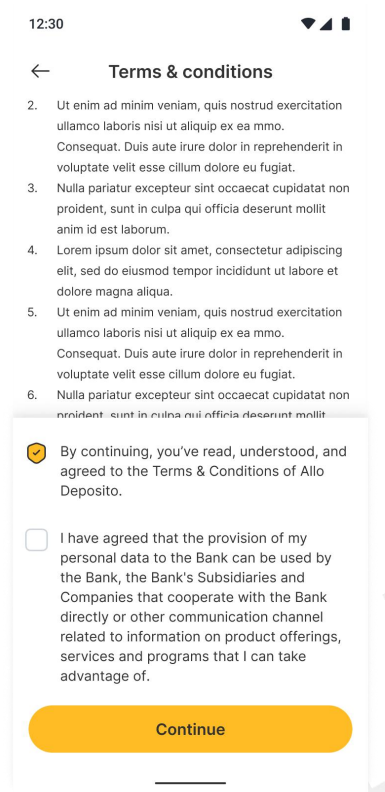 12:30
Terms & conditions
2. Ut enim ad minim veniam, quis nostrud exercitation
ullamco laboris nisi ut aliquip ex ea mmo.
Consequat. Duis aute irure dolor in reprehenderit in
voluptate velit esse cillum dolore eu fugiat.
3. Nulla pariatur excepteur sint occaecat cupidatat non
proident, sunt in culpa qui officia deserunt mollit
anim id est laborum.
4. Lorem ipsum dolor sit amet, consectetur adipiscing
elit, sed do eiusmod tempor incididunt ut labore et
dolore magna aliqua.
5. Ut enim ad minim veniam, quis nostrud exercitation
ullamco laboris nisi ut aliquip ex ea mmo.
Consequat. Duis aute irure dolor in reprehenderit in
voluptate velit esse cillum dolore eu fugiat.
6. Nulla pariatur excepteur sint occaecat cupidatat non
proident, sunt in culpa qui officia deserunt mollit
By continuing, you’ve read, understood, and
agreed to the Terms & Conditions of Allo
Deposito.
I have agreed that the provision of my
personal data to the Bank can be used by
the Bank, the Bank's Subsidiaries and
Companies that cooperate with the Bank
directly or other communication channel
related to information on product offerings,
services and programs that I can take
advantage of.
Continue